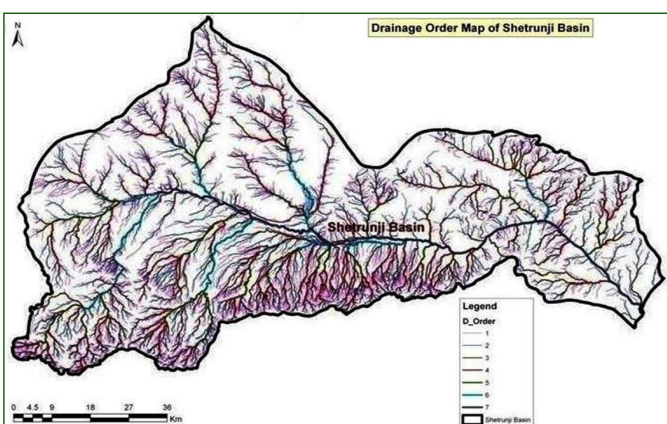 Drainage Order Map of Shetrunji Basin
N
Shetrunji Basin
Legend
D_Order
1
2
3
4
5
6
7
Shetrunji Basin
0 4.5 9 18 27 36
Km